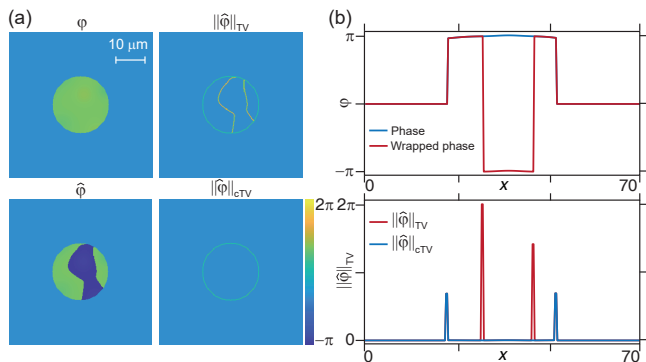 (a)
φ
||φ̂||TV
10 μm
φ̂
||φ̂||cTV
2π
−π
(b)
π
φ
−π
Phase
Wrapped phase
0
x
70
2π
||φ̂||TV
0
||φ̂||TV
||φ̂||cTV
0
x
70